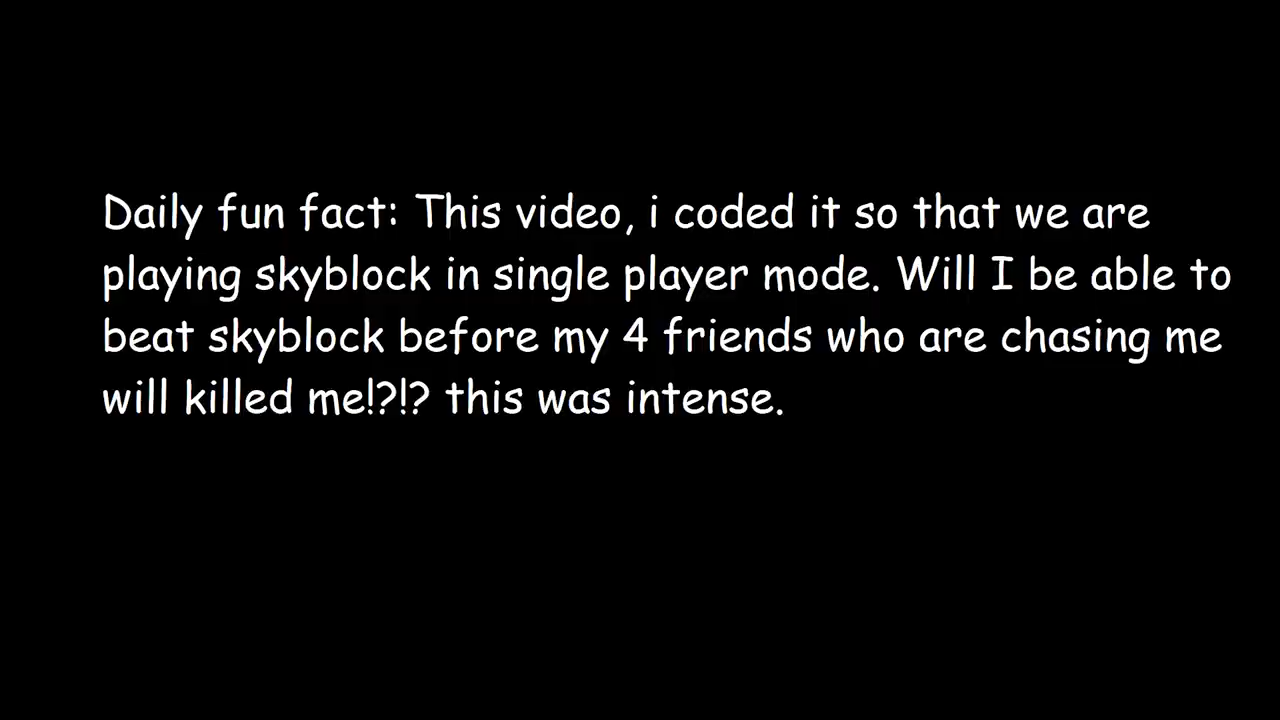 Daily fun fact: This video, i coded it so that we are
playing skyblock in single player mode. Will I be able to
beat skyblock before my 4 friends who are chasing me
will killed me!?!? this was intense.